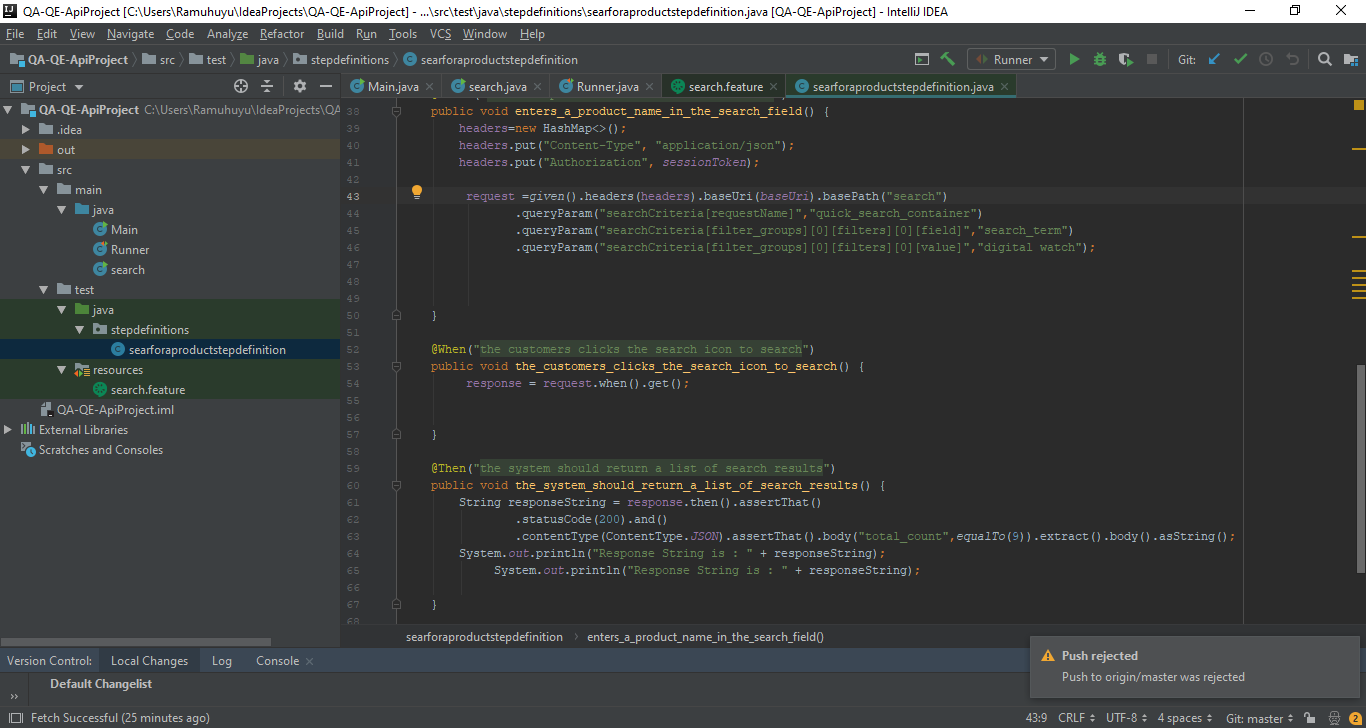 QA-QE-ApiProject [C:\Users\Ramuhuyu\IdeaProjects\QA-QE-ApiProject] - ...\src\test\java\stepdefinitions\searforaproductstepdefinition.java [QA-QE-ApiProject] - IntelliJ IDEA
File Edit View Navigate Code Analyze Refactor Build Run Tools VCS Window Help
QA-QE-ApiProject src test java stepdefinitions searforaproductstepdefinition Runner Git:
Project Main.java search.java Runner.java search.feature searforaproductstepdefinition.java
QA-QE-ApiProject C:\Users\Ramuhuyu\IdeaProjects\QA
.idea
out
src
main
java
Main
Runner
search
test
java
stepdefinitions
searforaproductstepdefinition
resources
search.feature
QA-QE-ApiProject.iml
External Libraries
Scratches and Consoles
38 public void enters_a_product_name_in_the_search_field() {
39 headers=new HashMap<>();
40 headers.put("Content-Type", "application/json");
41 headers.put("Authorization", sessionToken);
42
43 request =given().headers(headers).baseUri(baseUri).basePath("search")
44 .queryParam("searchCriteria[requestName]","quick_search_container")
45 .queryParam("searchCriteria[filter_groups][0][filters][0][field]","search_term")
46 .queryParam("searchCriteria[filter_groups][0][filters][0][value]","digital watch");
47
48
49
50 }
51
52 @When("the customers clicks the search icon to search")
53 public void the_customers_clicks_the_search_icon_to_search() {
54 response = request.when().get();
55
56
57 }
58
59 @Then("the system should return a list of search results")
60 public void the_system_should_return_a_list_of_search_results() {
61 String responseString = response.then().assertThat()
62 .statusCode(200).and()
63 .contentType(ContentType.JSON).assertThat().body("total_count",equalTo(9)).extract().body().asString();
64 System.out.println("Response String is : " + responseString);
65 System.out.println("Response String is : " + responseString);
66
67 }
68
searforaproductstepdefinition enters_a_product_name_in_the_search_field()
Version Control: Local Changes Log Console
Default Changelist
Push rejected
Push to origin/master was rejected
Fetch Successful (25 minutes ago) 43:9 CRLF UTF-8 4 spaces Git: master 2